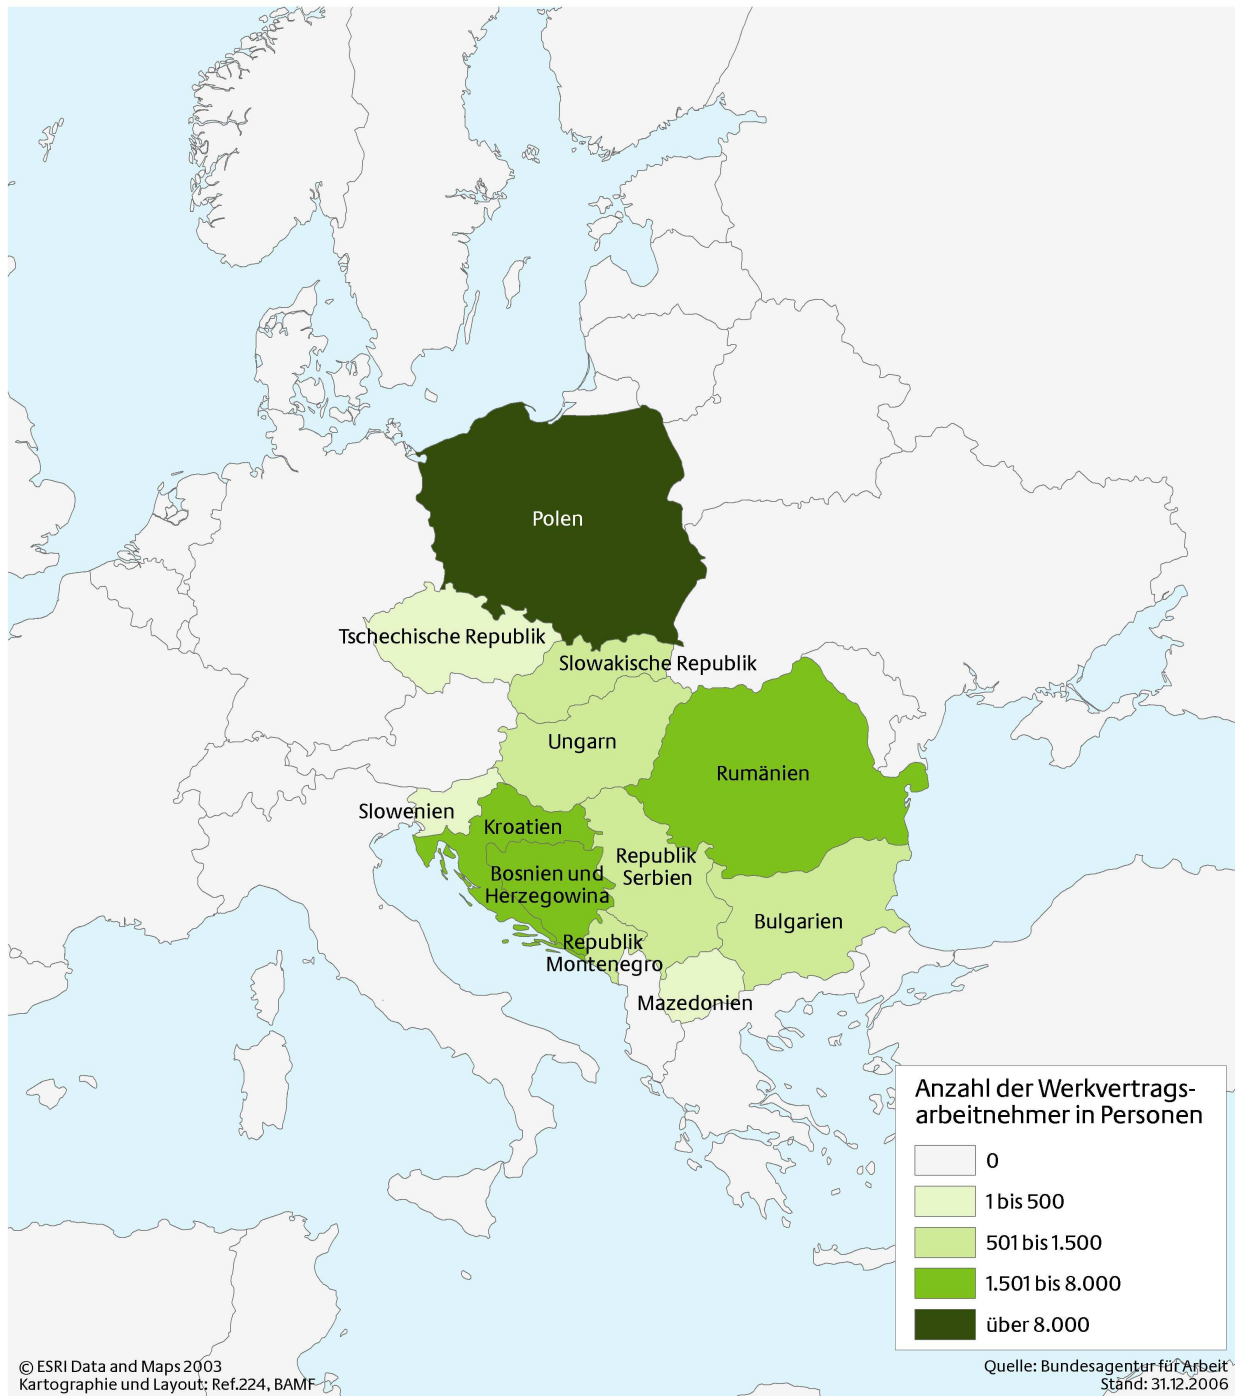 Polen
Tschechische Republik
Slowakische Republik
Ungarn
Rumänien
Slowenien
Kroatien
Republik
Serbien
Bosnien und
Herzegowina
Bulgarien
Republik
Montenegro
Mazedonien
Anzahl der Werkvertrags-
arbeitnehmer in Personen
0
1 bis 500
501 bis 1.500
1.501 bis 8.000
über 8.000
© ESRI Data and Maps 2003
Kartographie und Layout: Ref.224, BAMF
Quelle: Bundesagentur für Arbeit
Stand: 31.12.2006